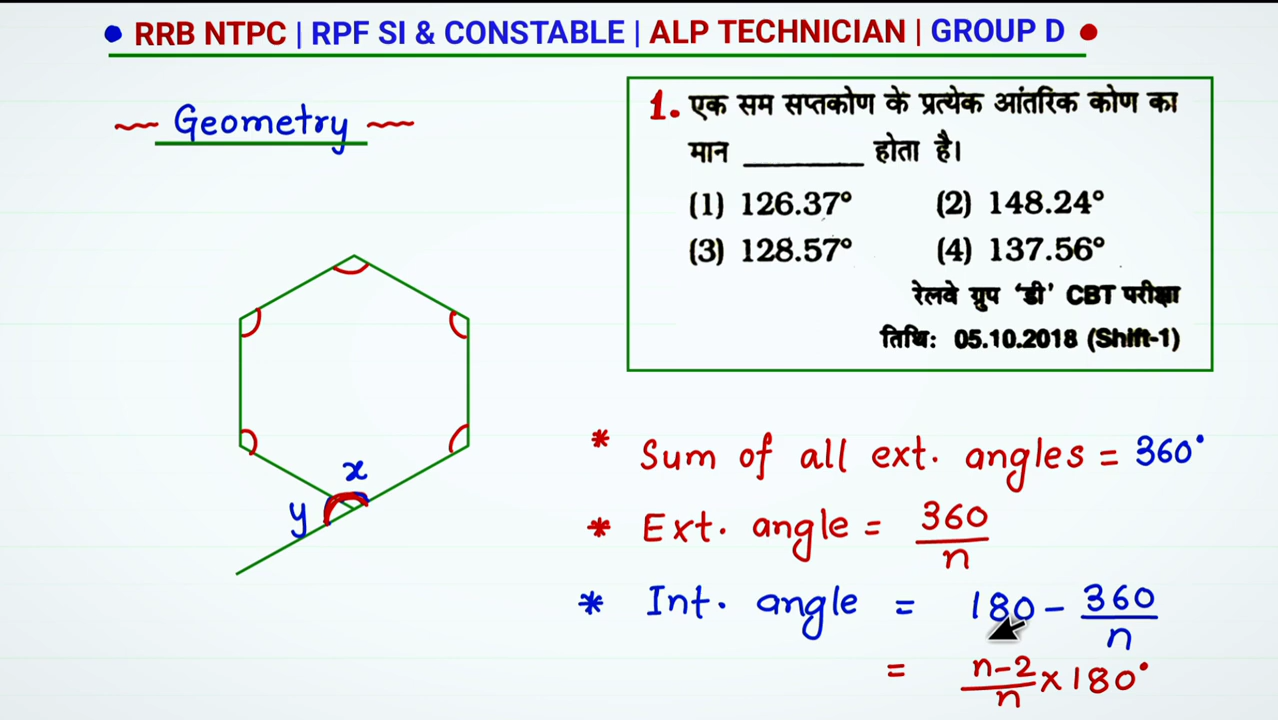 • RRB NTPC | RPF SI & CONSTABLE | ALP TECHNICIAN | GROUP D •
~ Geometry ~
1. एक सम सप्तकोण के प्रत्येक आंतरिक कोण का
मान ________ होता है।
(1) 126.37° (2) 148.24°
(3) 128.57° (4) 137.56°
रेलवे ग्रुप ‘डी’ CBT परीक्षा
तिथि: 05.10.2018 (Shift-1)
x
y
* Sum of all ext. angles = 360°
* Ext. angle = 360/n
* Int. angle = 180 - 360/n
= n-2/n × 180°